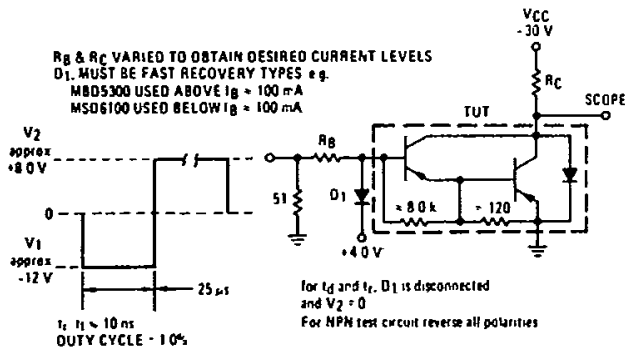 RB & RC VARIED TO OBTAIN DESIRED CURRENT LEVELS
D1, MUST BE FAST RECOVERY TYPES e.g.
MBD5300 USED ABOVE IB ≈ 100 mA
MSD6100 USED BELOW IB ≈ 100 mA
VCC
-30 V
RC
SCOPE
TUT
V2
approx
+8.0 V
RB
51
D1
0
≈ 8.0 k
≈ 120
+4.0 V
V1
approx
-12 V
25 µs
for td and tr, D1 is disconnected
and V2 = 0
For NPN test circuit reverse all polarities
tr, tf ≈ 10 ns
DUTY CYCLE = 1.0%